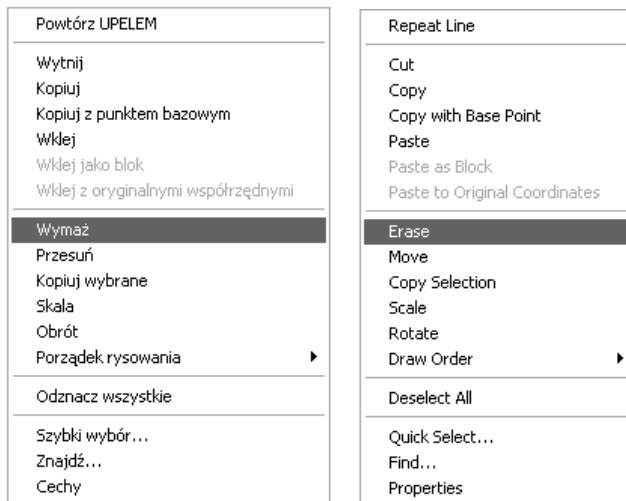 Powtórz UPELEM
Wytnij
Kopiuj
Kopiuj z punktem bazowym
Wklej
Wklej jako blok
Wklej z oryginalnymi współrzędnymi
Wymaż
Przesuń
Kopiuj wybrane
Skala
Obrót
Porządek rysowania
Odznacz wszystkie
Szybki wybór...
Znajdź...
Cechy
Repeat Line
Cut
Copy
Copy with Base Point
Paste
Paste as Block
Paste to Original Coordinates
Erase
Move
Copy Selection
Scale
Rotate
Draw Order
Deselect All
Quick Select...
Find...
Properties